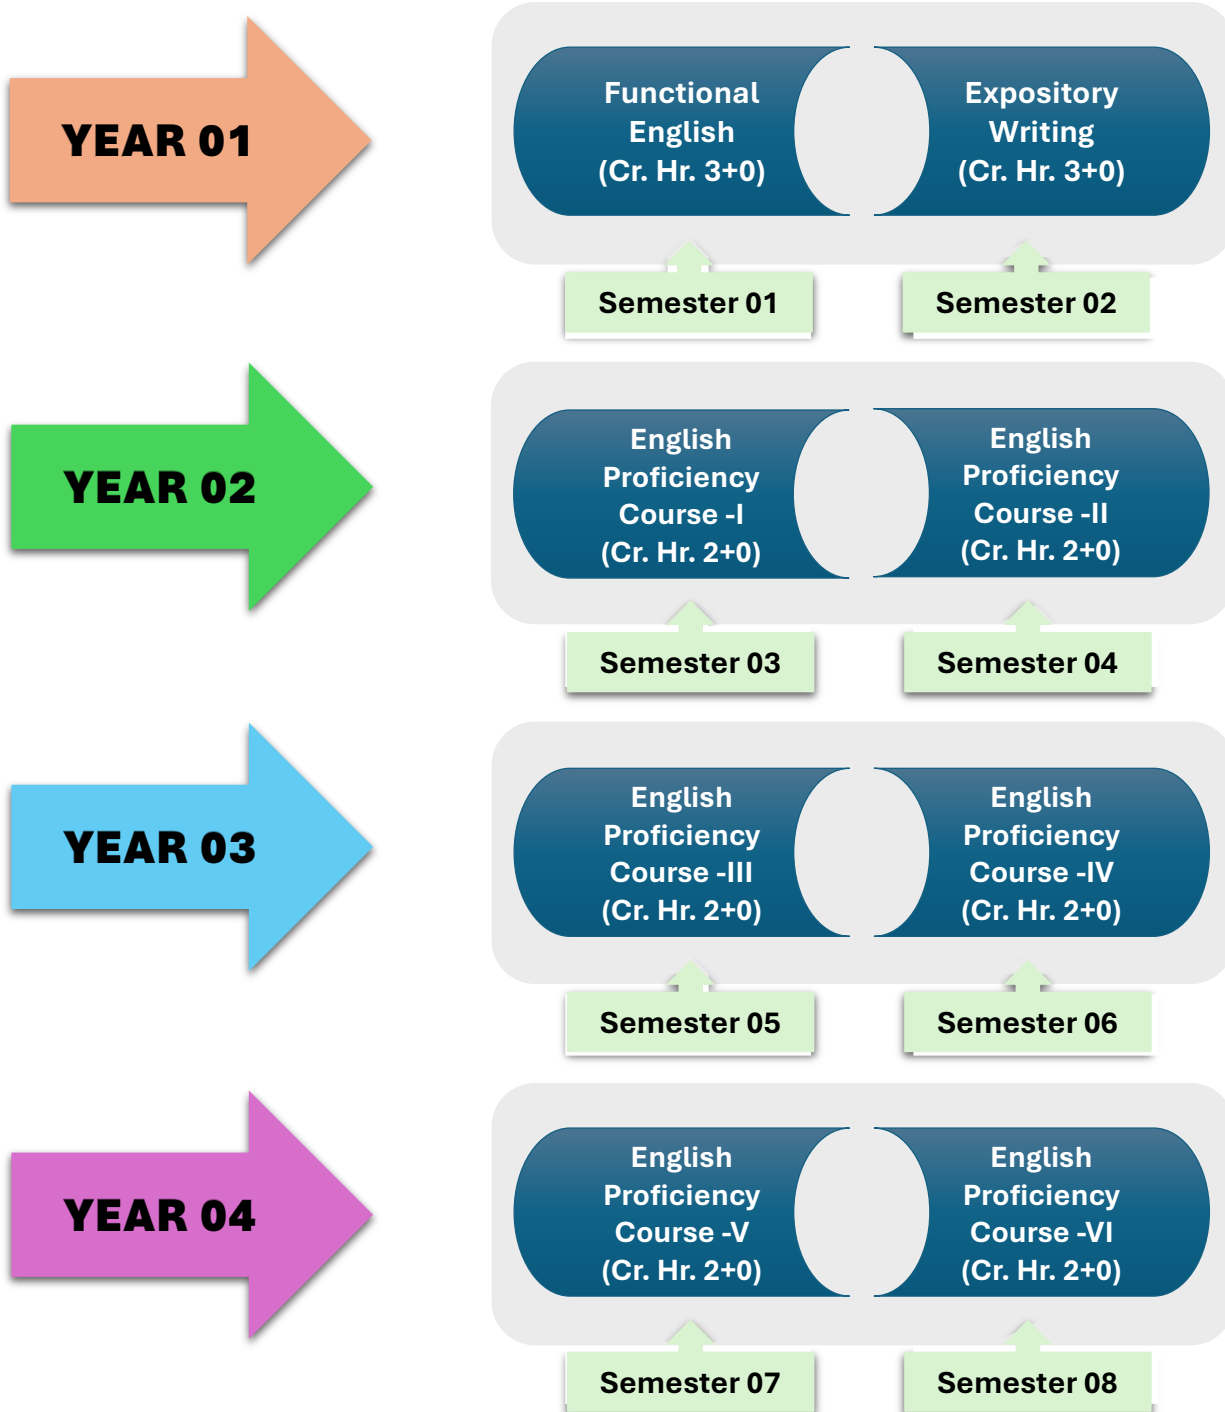 YEAR 01
Functional
English
(Cr. Hr. 3+0)
Expository
Writing
(Cr. Hr. 3+0)
Semester 01
Semester 02
YEAR 02
English
Proficiency
Course -I
(Cr. Hr. 2+0)
English
Proficiency
Course -II
(Cr. Hr. 2+0)
Semester 03
Semester 04
YEAR 03
English
Proficiency
Course -III
(Cr. Hr. 2+0)
English
Proficiency
Course -IV
(Cr. Hr. 2+0)
Semester 05
Semester 06
YEAR 04
English
Proficiency
Course -V
(Cr. Hr. 2+0)
English
Proficiency
Course -VI
(Cr. Hr. 2+0)
Semester 07
Semester 08